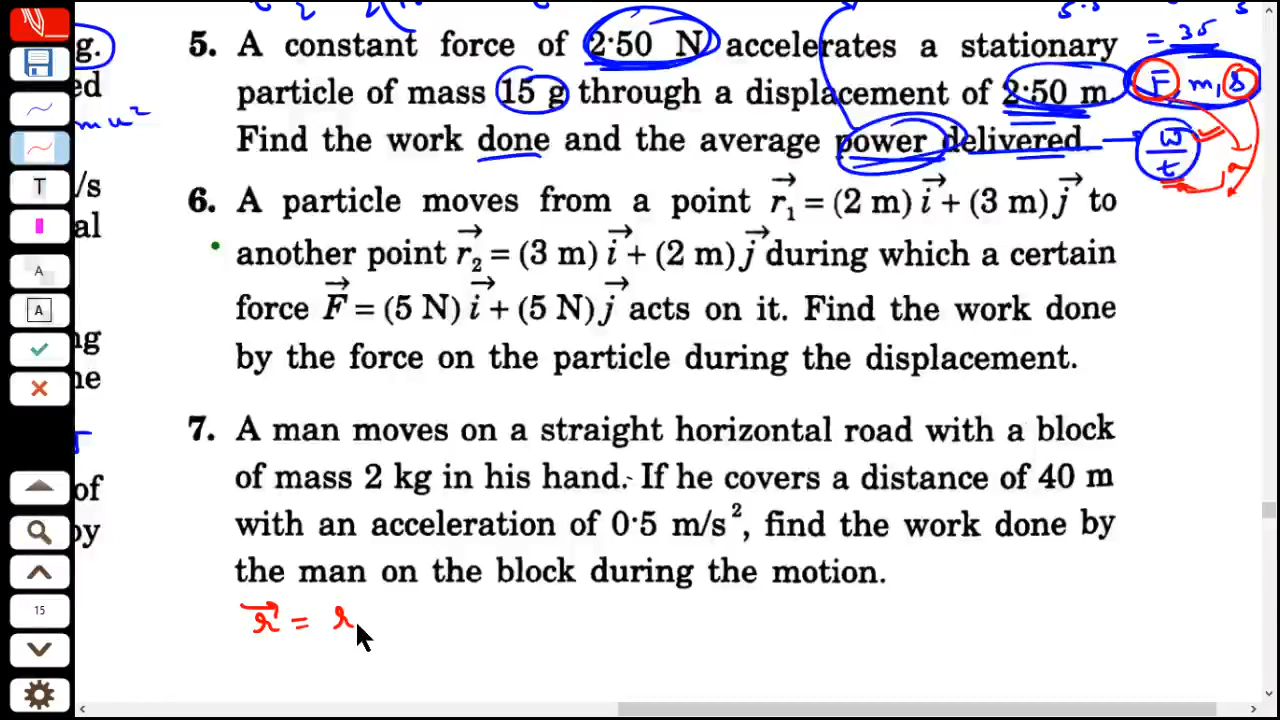 g.
5. A constant force of 2·50 N accelerates a stationary
ed particle of mass 15 g through a displacement of 2·50 m.
= 35
F m, S
mu²
Find the work done and the average power delivered.
W/t
T
/s
6. A particle moves from a point r⃗₁ = (2 m) i⃗ + (3 m) j⃗ to
al
another point r⃗₂ = (3 m) i⃗ + (2 m) j⃗ during which a certain
A
force F⃗ = (5 N) i⃗ + (5 N) j⃗ acts on it. Find the work done
A
ng
by the force on the particle during the displacement.
he
7. A man moves on a straight horizontal road with a block
of mass 2 kg in his hand. If he covers a distance of 40 m
of
with an acceleration of 0·5 m/s², find the work done by
by
the man on the block during the motion.
15
r⃗ = r